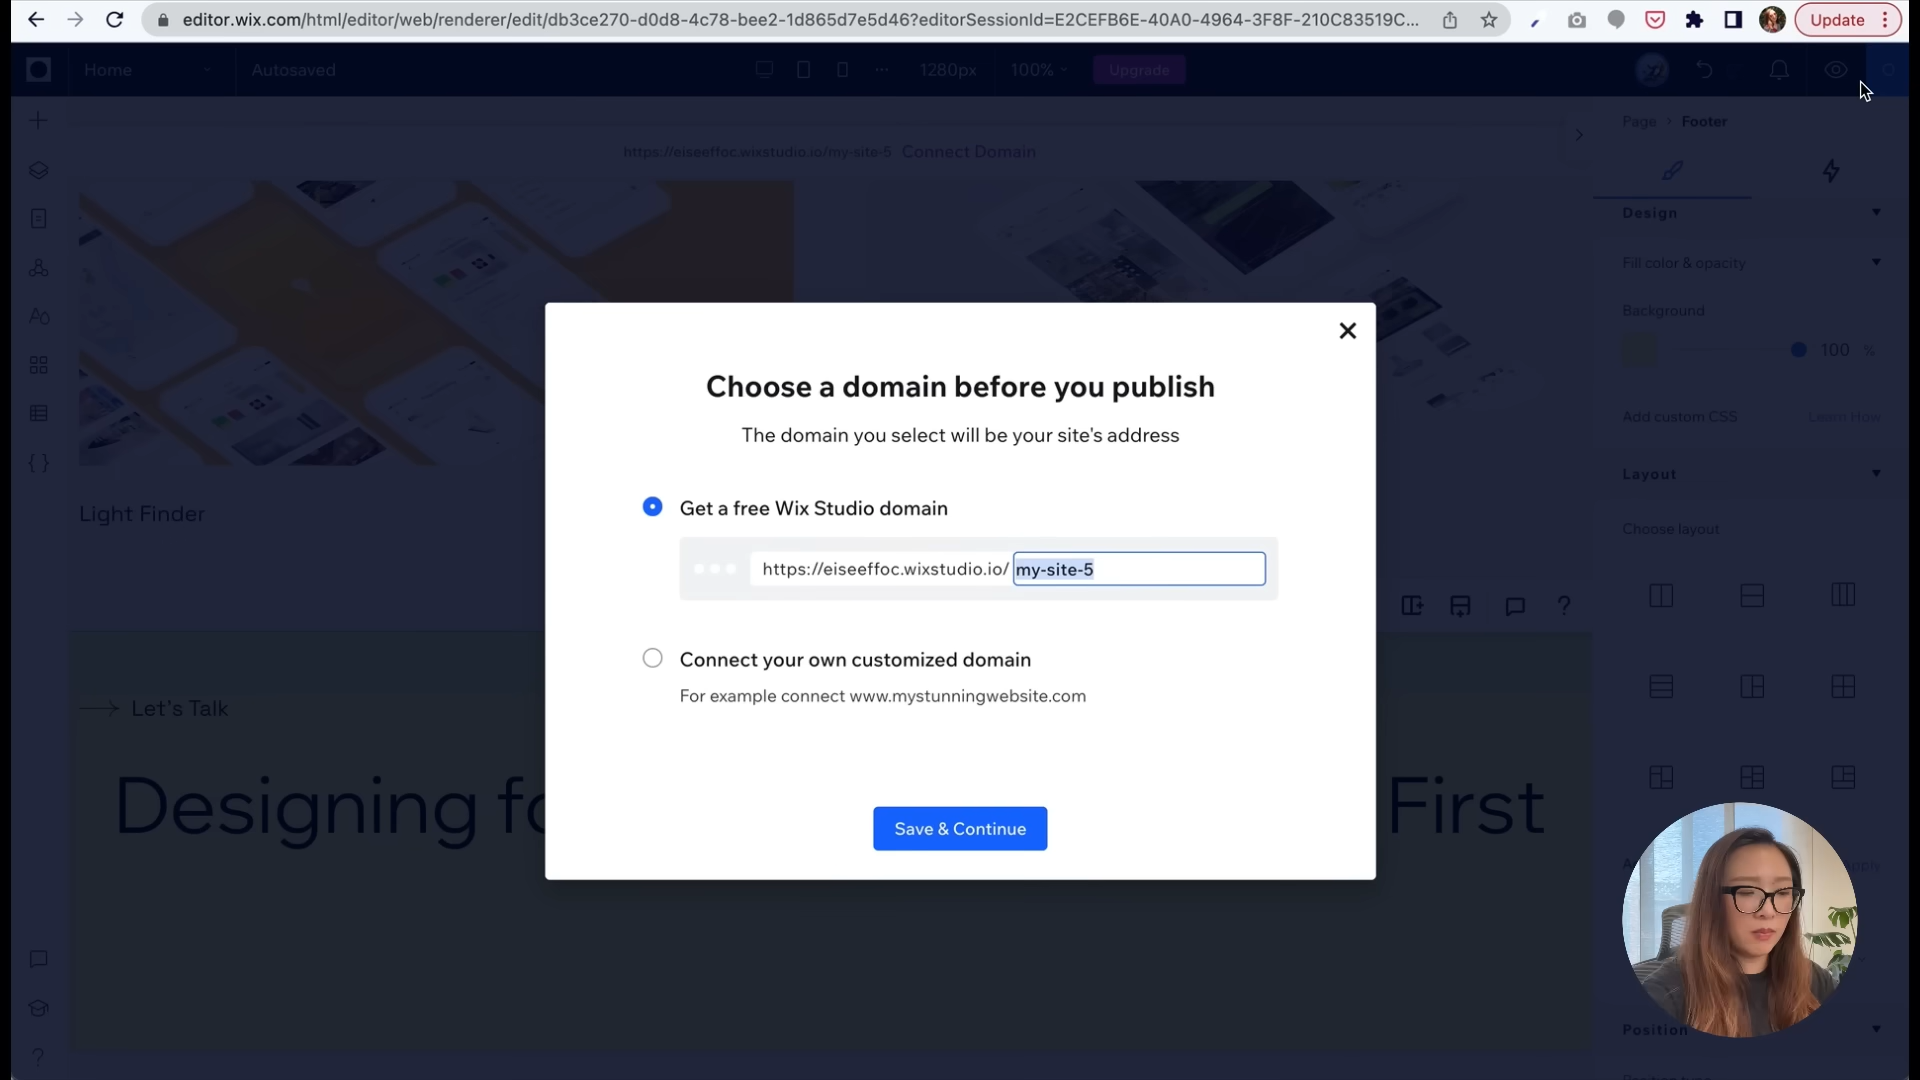 editor.wix.com/html/editor/web/renderer/edit/db3ce270-d0d8-4c78-bee2-1d865d7e5d46?editorSessionId=E2CEFB6E-40A0-4964-3F8F-210C83519C...
Update
Home
Autosaved
1280px
100%
Upgrade
Page > Footer
https://eiseeffoc.wixstudio.io/my-site-5 Connect Domain
Design
Fill color & opacity
Background
100 %
Add custom CSS
Learn How
Layout
Choose layout
Choose a domain before you publish
The domain you select will be your site's address
Get a free Wix Studio domain
https://eiseeffoc.wixstudio.io/ my-site-5
Connect your own customized domain
For example connect www.mystunningwebsite.com
Save & Continue
Light Finder
Let's Talk
Designing fo
First
Position